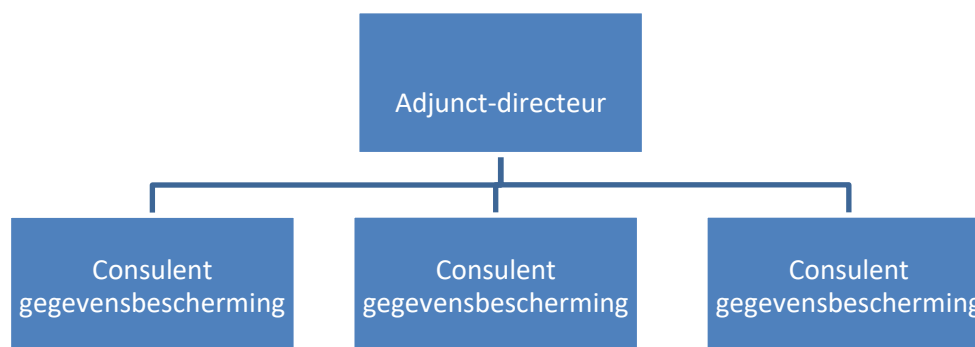 Adjunct-directeur
Consulent
gegevensbescherming
Consulent
gegevensbescherming
Consulent
gegevensbescherming